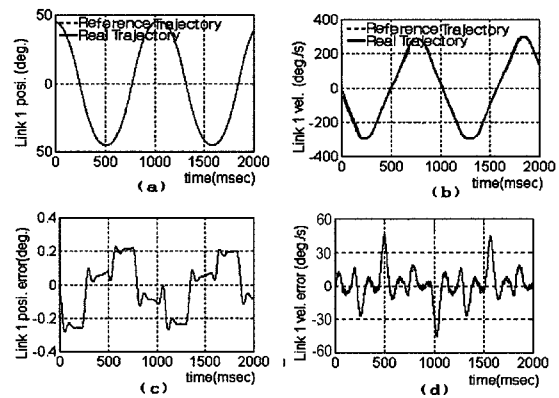 Link 1 posi. (deg.)
50
0
50
Reference Trajectory
Real Trajectory
0 500 1000 1500 2000
(a) time(msec)
Link 1 vel. (deg./s)
400
200
0
-200
-400
Reference Trajectory
Real Trajectory
0 500 1000 1500 2000
(b) time(msec)
Link 1 posi. error(deg.)
0.4
0.2
0
-0.2
-0.4
0 500 1000 1500 2000
(c) time(msec)
Link 1 vel. error (deg./s)
60
30
0
-30
-60
0 500 1000 1500 2000
(d) time(msec)